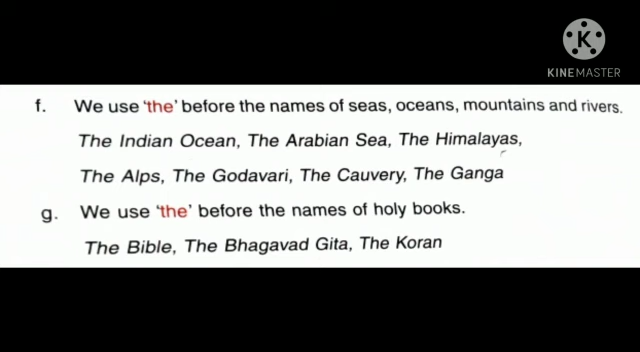 KINEMASTER
f. We use 'the' before the names of seas, oceans, mountains and rivers.
The Indian Ocean, The Arabian Sea, The Himalayas,
The Alps, The Godavari, The Cauvery, The Ganga
g. We use 'the' before the names of holy books.
The Bible, The Bhagavad Gita, The Koran